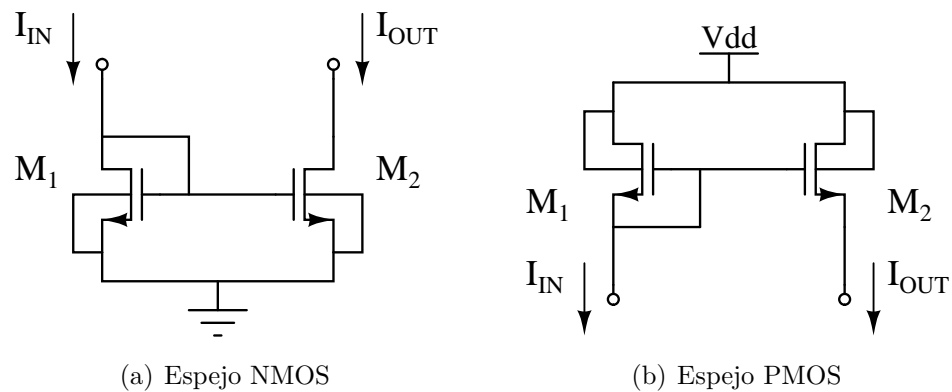 I_IN I_OUT
M_1 M_2
(a) Espejo NMOS
Vdd
M_1 M_2
I_IN I_OUT
(b) Espejo PMOS